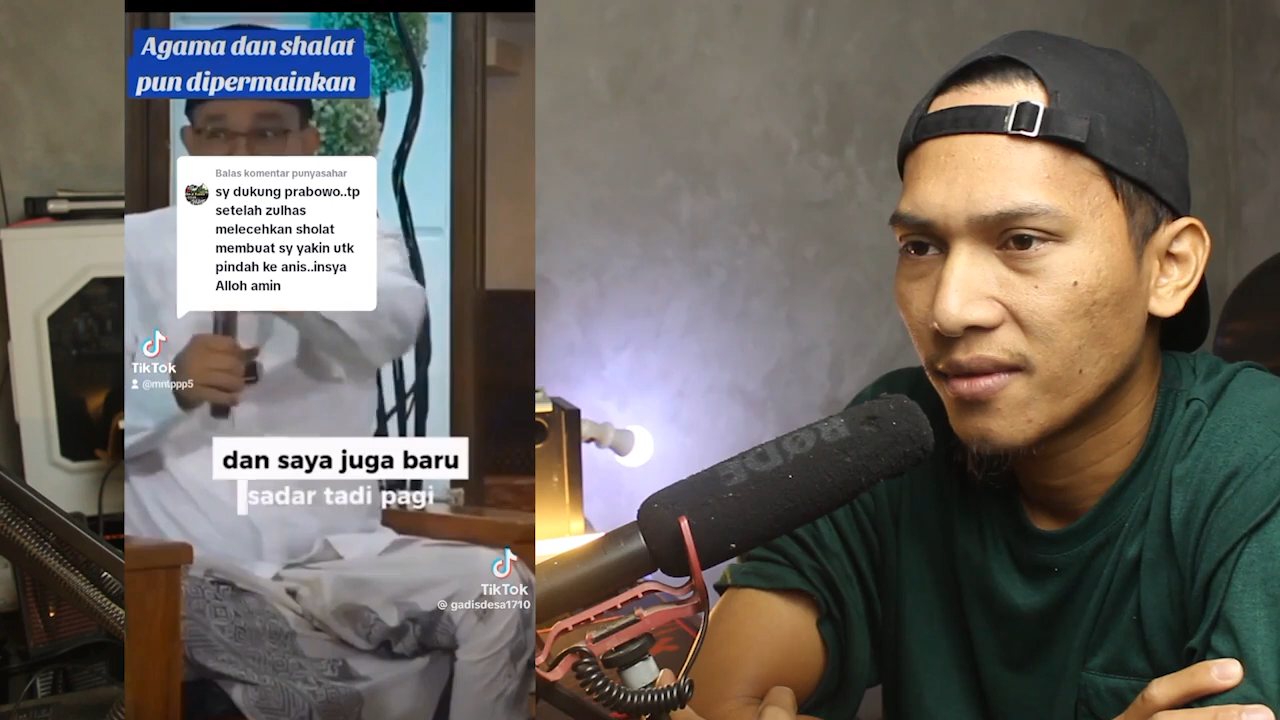 Agama dan shalat
pun dipermainkan
Balas komentar punyasahar
sy dukung prabowo..tp
setelah zulhas
melecehkan sholat
membuat sy yakin utk
pindah ke anis..insya
Alloh amin
TikTok
@mntppp5
dan saya juga baru
sadar tadi pagi
TikTok
@ gadisdesa1710
RØDE